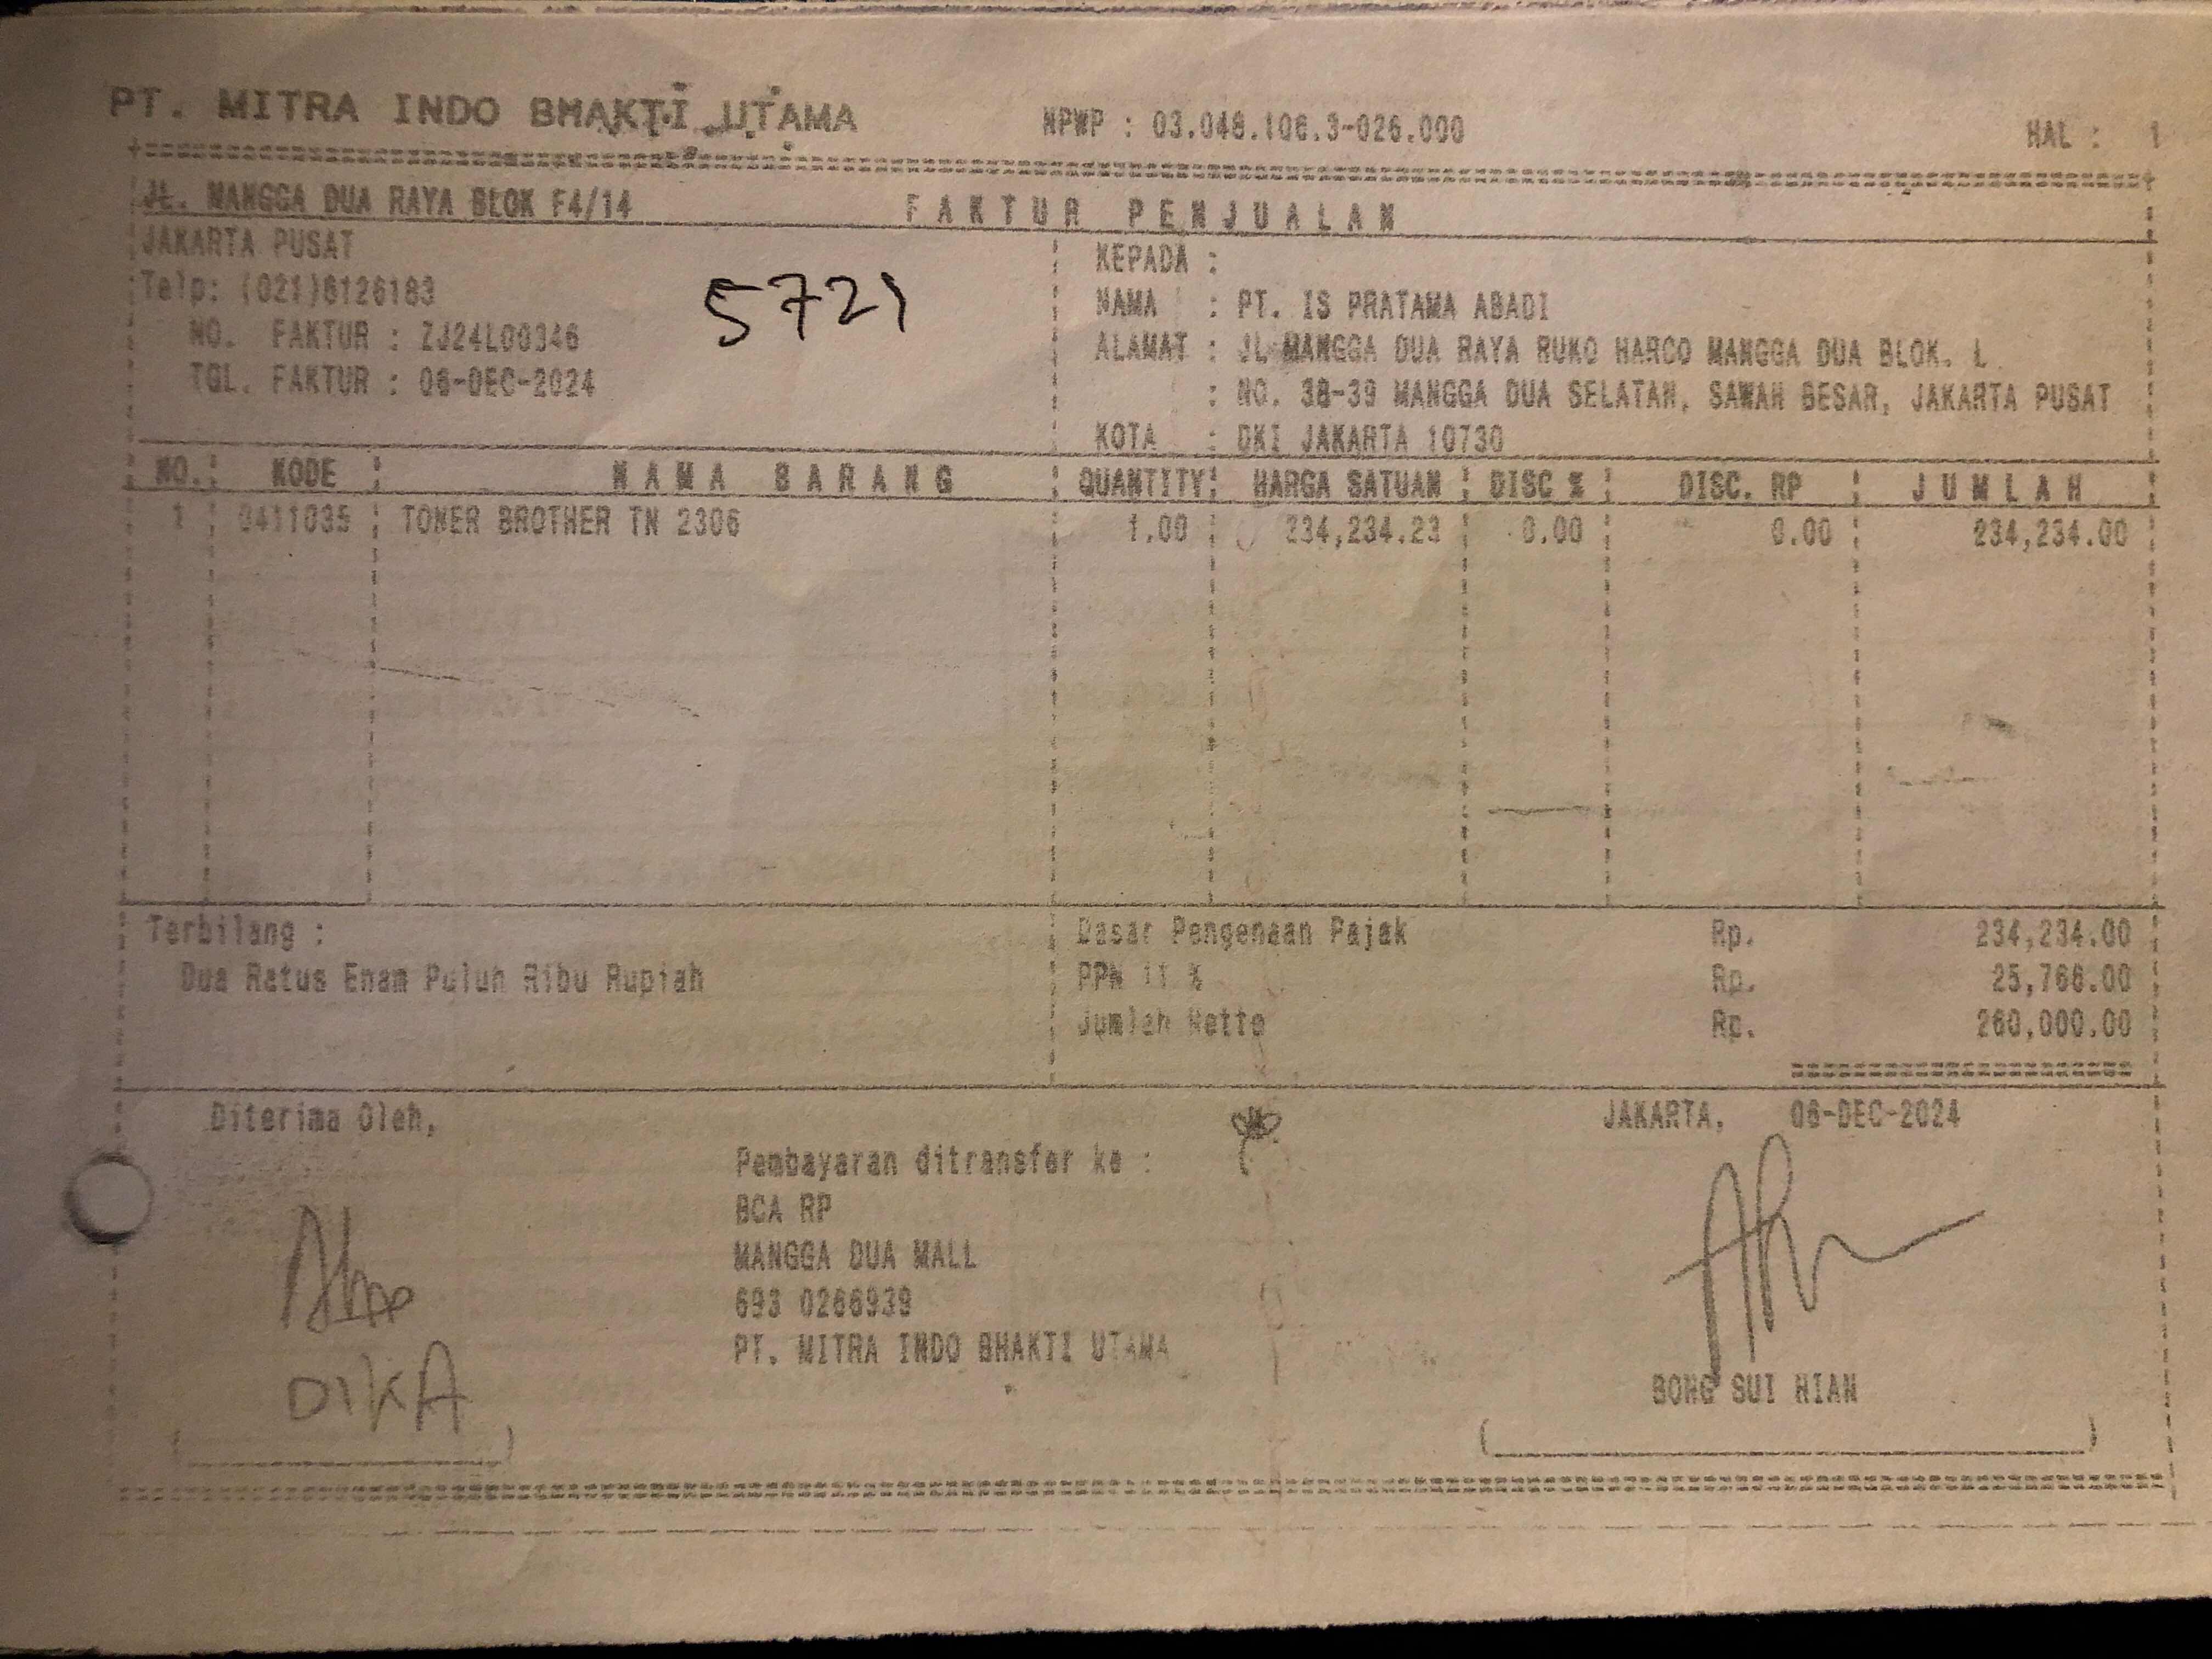 PT. MITRA INDO BHAKTI UTAMA NPWP : 03.048.106.3-026.000 HAL : 1
JL. MANGGA DUA RAYA BLOK F4/14 FAKTUR PENJUALAN
JAKARTA PUSAT
Telp: (021)6126183
5721
NO. FAKTUR : ZJ24L00346
TGL. FAKTUR : 06-DEC-2024
KEPADA :
NAMA : PT. IS PRATAMA ABADI
ALAMAT : JL MANGGA DUA RAYA RUKO HARCO MANGGA DUA BLOK. L
: NO. 38-39 MANGGA DUA SELATAN, SAWAH BESAR, JAKARTA PUSAT
KOTA : DKI JAKARTA 10730
NO. KODE NAMA BARANG QUANTITY HARGA SATUAN DISC % DISC. RP JUMLAH
1 0411035 TONER BROTHER TN 2306 1.00 234,234.23 0.00 0.00 234,234.00
Terbilang :
Dua Ratus Enam Puluh Ribu Rupiah
Dasar Pengenaan Pajak Rp. 234,234.00
PPN 11 % Rp. 25,766.00
Jumlah Netto Rp. 260,000.00
Diterima Oleh,
DIKA
Pembayaran ditransfer ke :
BCA RP
MANGGA DUA MALL
693 0266939
PT. MITRA INDO BHAKTI UTAMA
JAKARTA, 06-DEC-2024
BONG SUI HIAN